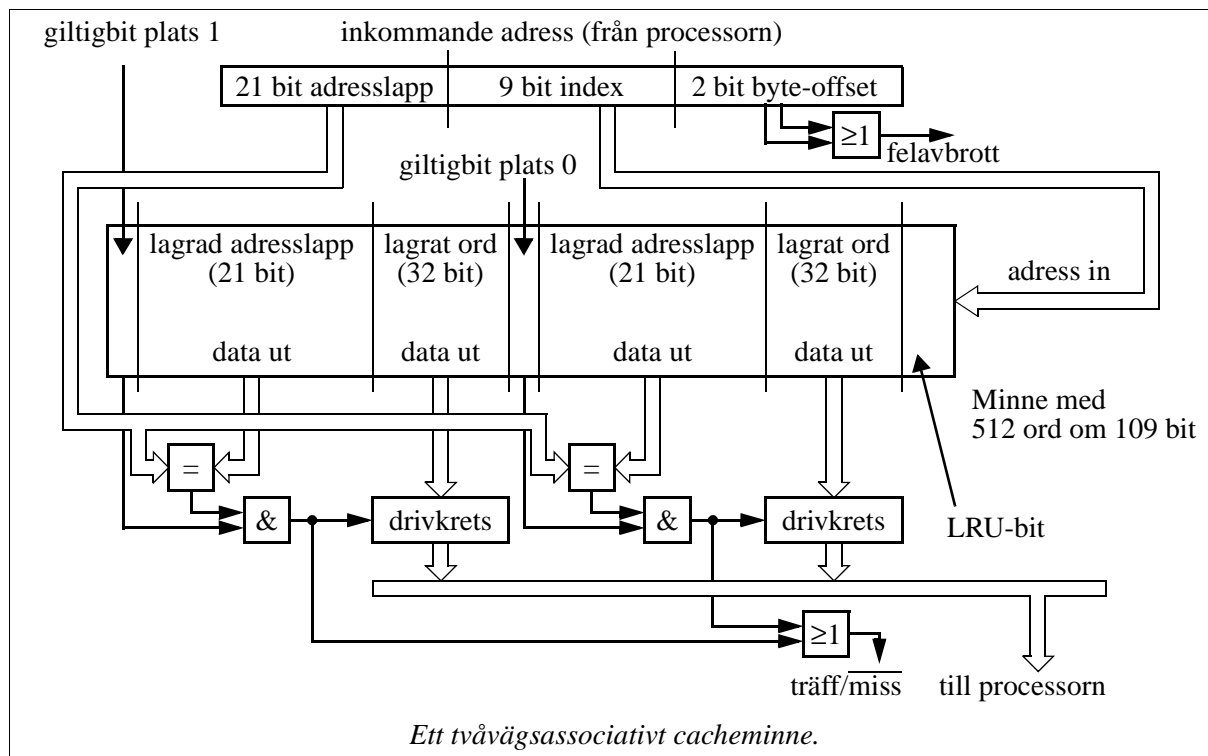 giltigbit plats 1
inkommande adress (från processorn)
21 bit adresslapp
9 bit index
2 bit byte-offset
≥1
felavbrott
giltigbit plats 0
lagrad adresslapp
(21 bit)
lagrat ord
(32 bit)
lagrad adresslapp
(21 bit)
lagrat ord
(32 bit)
adress in
data ut
data ut
data ut
data ut
Minne med
512 ord om 109 bit
=
=
&
drivkrets
&
drivkrets
LRU-bit
≥1
träff/miss
till processorn
Ett tvåvägsassociativt cacheminne.